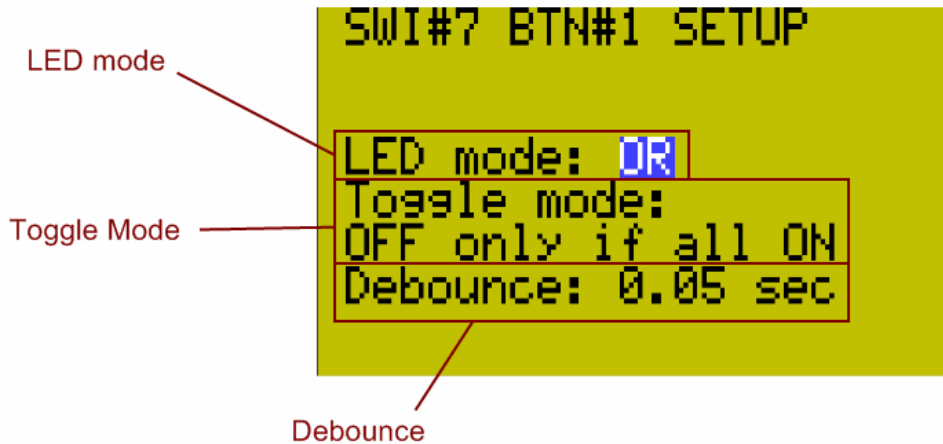 SWI#7 BTN#1 SETUP
LED mode
LED mode: OR
Toggle mode:
Toggle Mode
OFF only if all ON
Debounce: 0.05 sec
Debounce